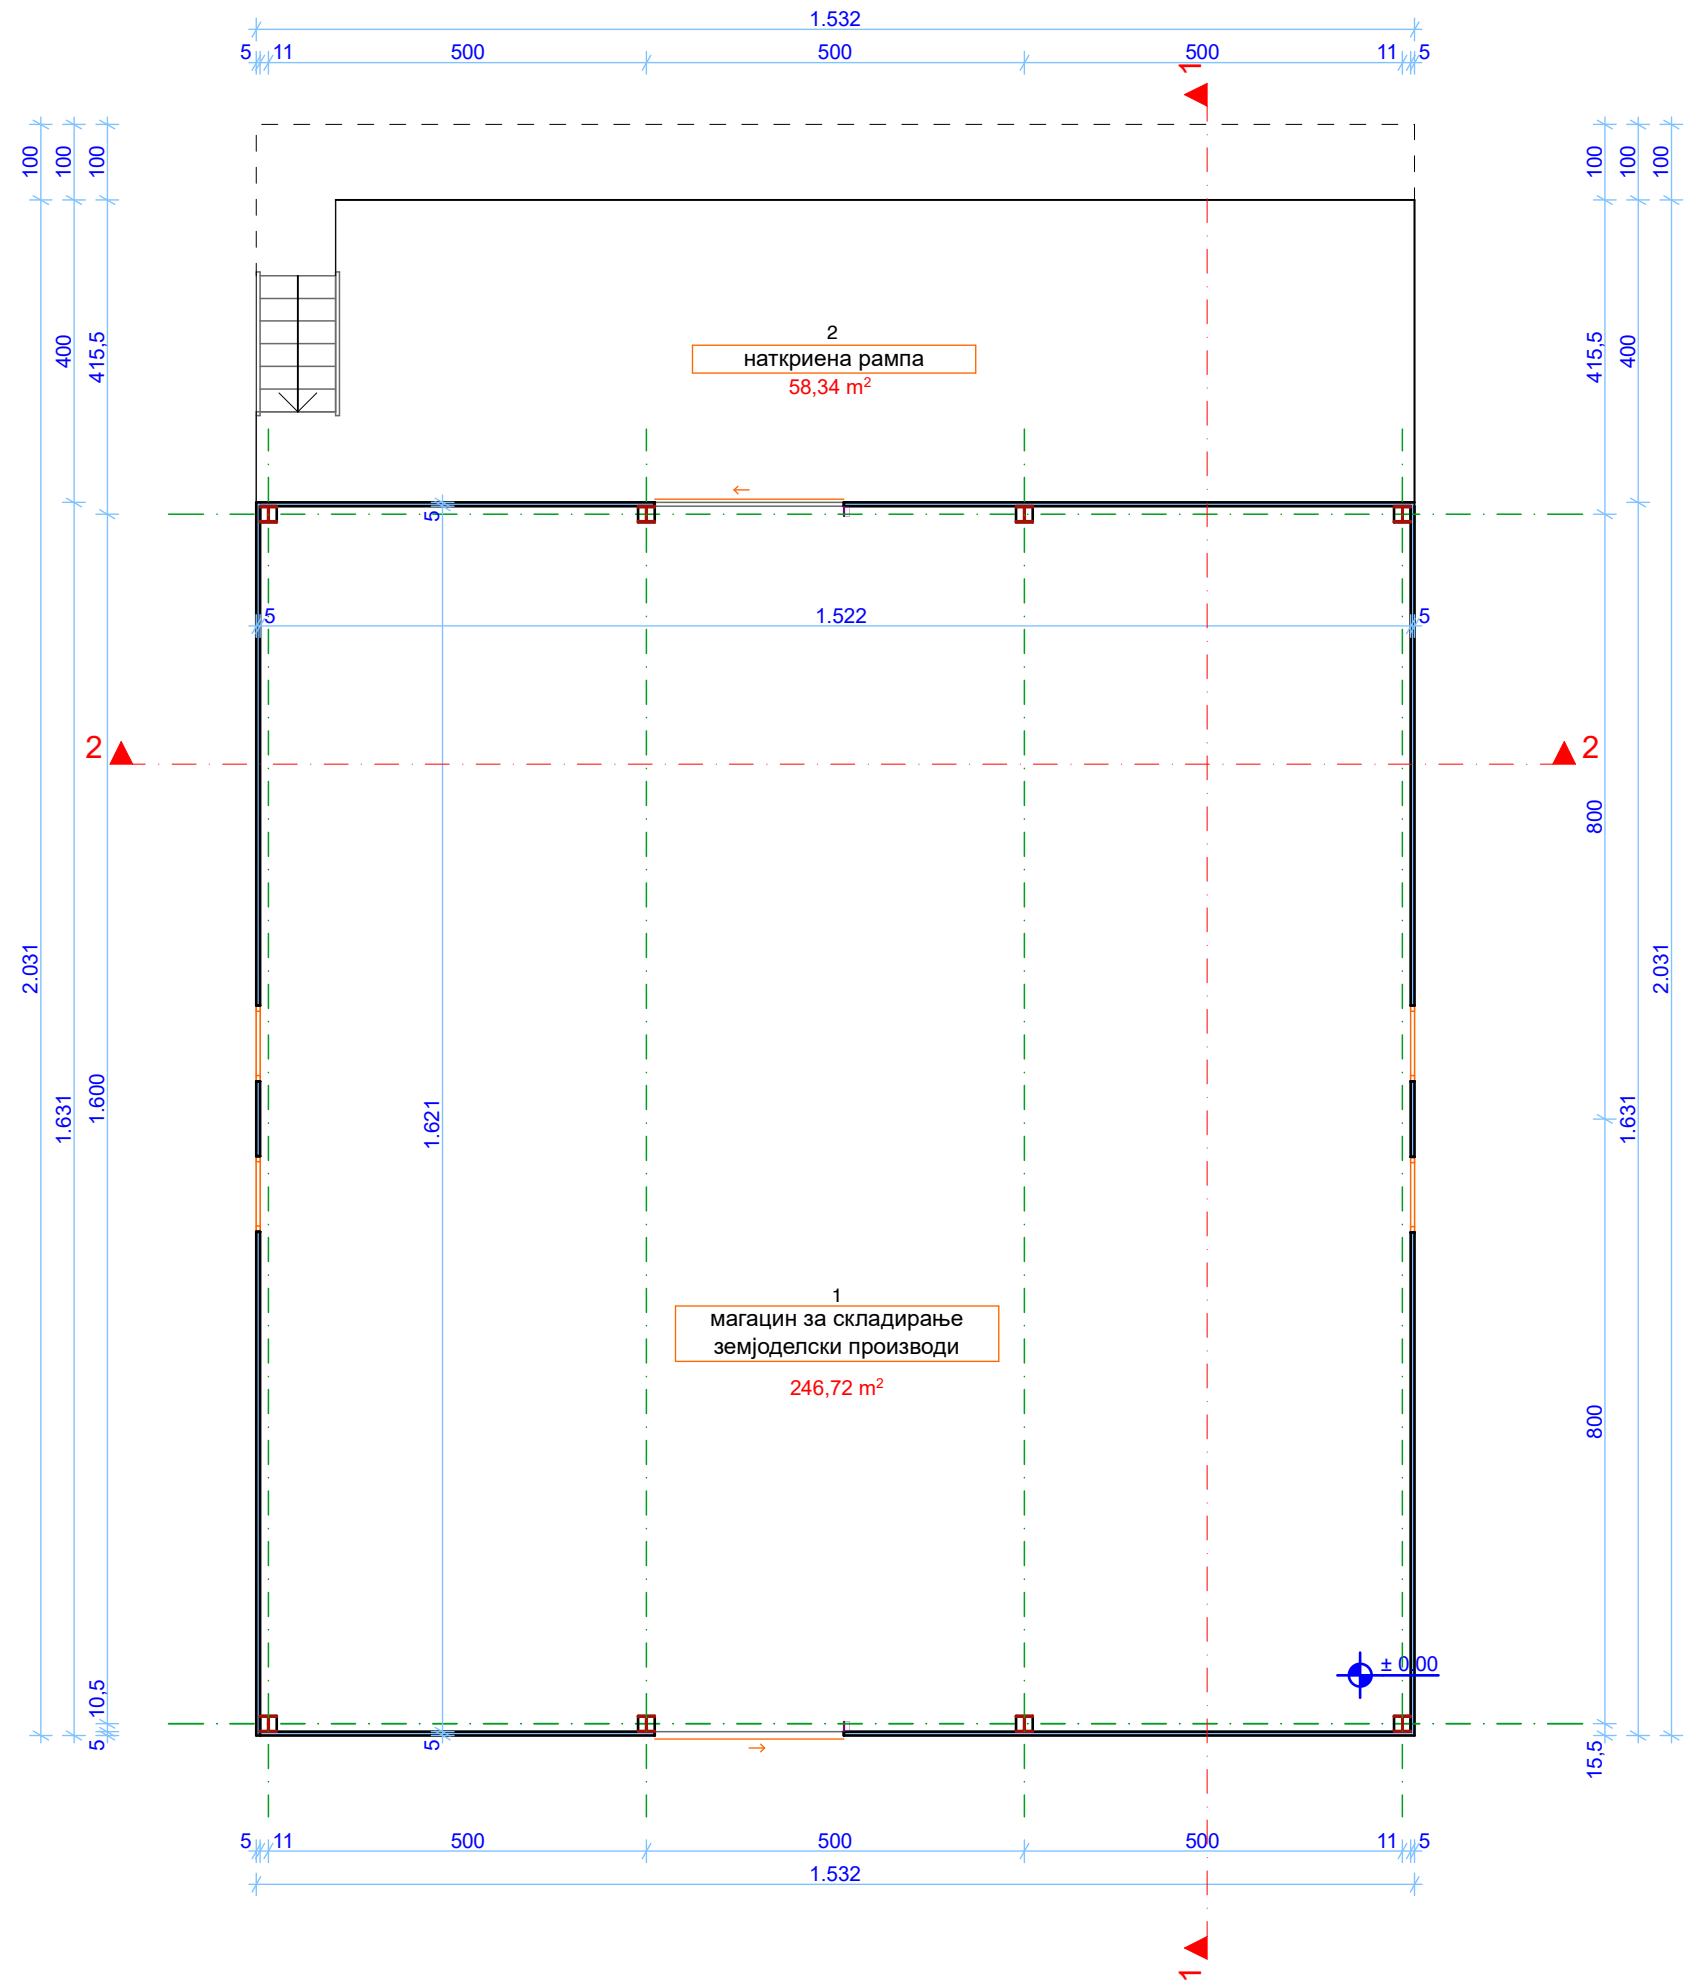 1.532
5 11 500 500 500 11 5
1
100 100 100
100 100 100
2
наткриена рампа
58,34 m²
400 415,5
415,5 400
5
5 1.522 5
2 2
800
2.031
2.031
1.631 1.600
1.621
1.631
1
магацин за складирање
земјоделски производи
246,72 m²
800
± 0,00
10,5
5
5
15,5
5 11 500 500 500 11 5
1.532
1